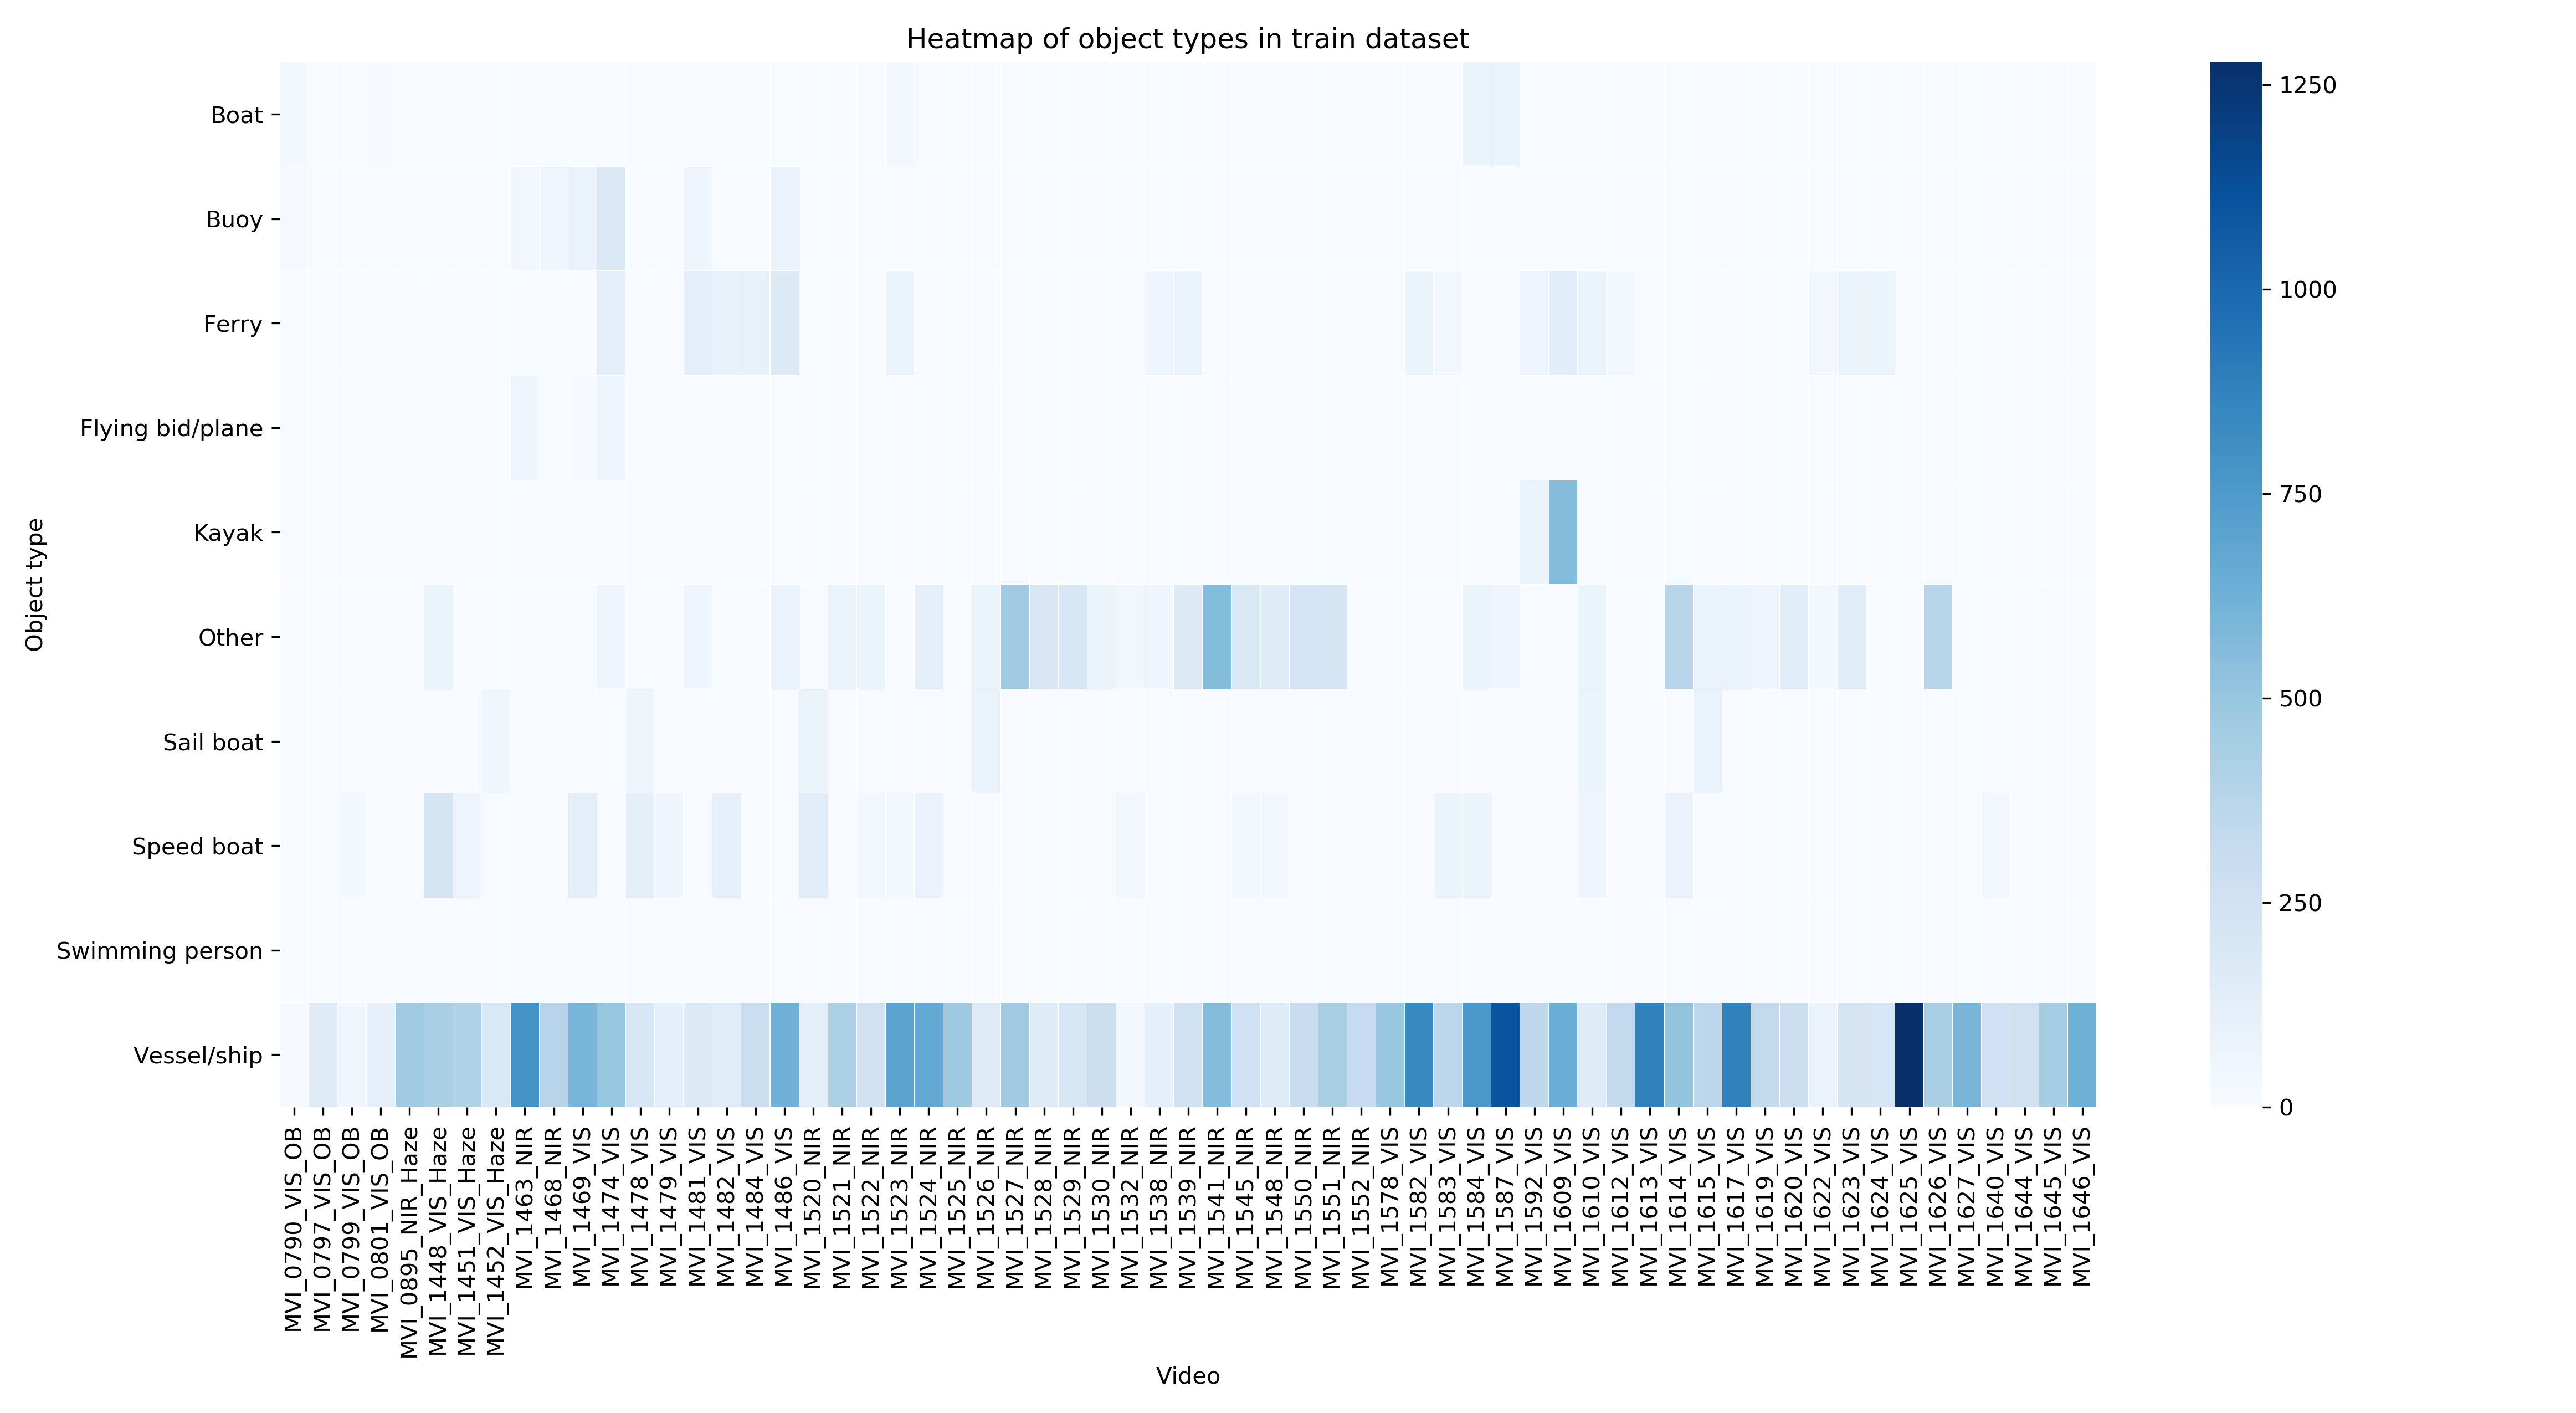 Heatmap of object types in train dataset
Object type
Boat
Buoy
Ferry
Flying bid/plane
Kayak
Other
Sail boat
Speed boat
Swimming person
Vessel/ship
MVI_0790_VIS_OB
MVI_0797_VIS_OB
MVI_0799_VIS_OB
MVI_0801_VIS_OB
MVI_0895_NIR_Haze
MVI_1448_VIS_Haze
MVI_1451_VIS_Haze
MVI_1452_VIS_Haze
MVI_1463_NIR
MVI_1468_NIR
MVI_1469_VIS
MVI_1474_VIS
MVI_1478_VIS
MVI_1479_VIS
MVI_1481_VIS
MVI_1482_VIS
MVI_1484_VIS
MVI_1486_VIS
MVI_1520_NIR
MVI_1521_NIR
MVI_1522_NIR
MVI_1523_NIR
MVI_1524_NIR
MVI_1525_NIR
MVI_1526_NIR
MVI_1527_NIR
MVI_1528_NIR
MVI_1529_NIR
MVI_1530_NIR
MVI_1532_NIR
MVI_1538_NIR
MVI_1539_NIR
MVI_1541_NIR
MVI_1545_NIR
MVI_1548_NIR
MVI_1550_NIR
MVI_1551_NIR
MVI_1552_NIR
MVI_1578_VIS
MVI_1582_VIS
MVI_1583_VIS
MVI_1584_VIS
MVI_1587_VIS
MVI_1592_VIS
MVI_1609_VIS
MVI_1610_VIS
MVI_1612_VIS
MVI_1613_VIS
MVI_1614_VIS
MVI_1615_VIS
MVI_1617_VIS
MVI_1619_VIS
MVI_1620_VIS
MVI_1622_VIS
MVI_1623_VIS
MVI_1624_VIS
MVI_1625_VIS
MVI_1626_VIS
MVI_1627_VIS
MVI_1640_VIS
MVI_1644_VIS
MVI_1645_VIS
MVI_1646_VIS
Video
1250
1000
750
500
250
0